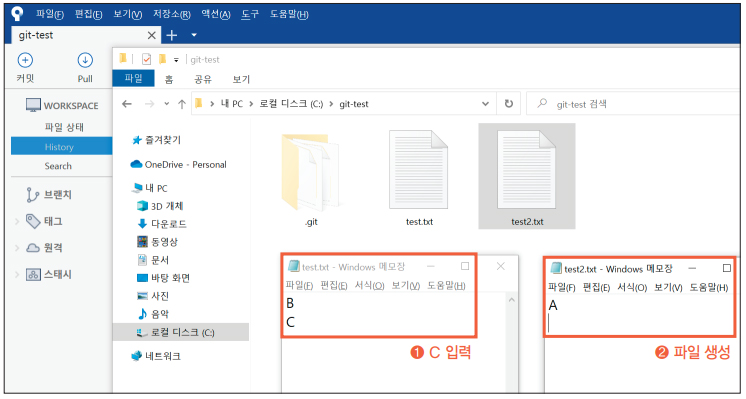 파일(F) 편집(E) 보기(V) 저장소(R) 액션(A) 도구 도움말(H)
git-test
커밋 Pull
WORKSPACE
파일 상태
History
Search
브랜치
태그
원격
스태시
git-test
파일 홈 공유 보기
내 PC > 로컬 디스크 (C:) > git-test
git-test 검색
즐겨찾기
OneDrive - Personal
내 PC
3D 개체
다운로드
동영상
문서
바탕 화면
사진
음악
로컬 디스크 (C:)
네트워크
.git test.txt test2.txt
test.txt - Windows 메모장
파일(F) 편집(E) 서식(O) 보기(V) 도움말(H)
B
C
❶ C 입력
test2.txt - Windows 메모장
파일(F) 편집(E) 서식(O) 보기(V) 도움말(H)
A
❷ 파일 생성